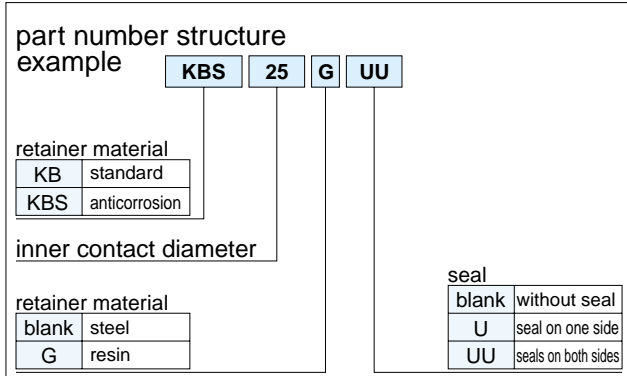 part number structure
example
KBS 25 G UU
retainer material
KB standard
KBS anticorrosion
inner contact diameter
retainer material
blank steel
G resin
seal
blank without seal
U seal on one side
UU seals on both sides